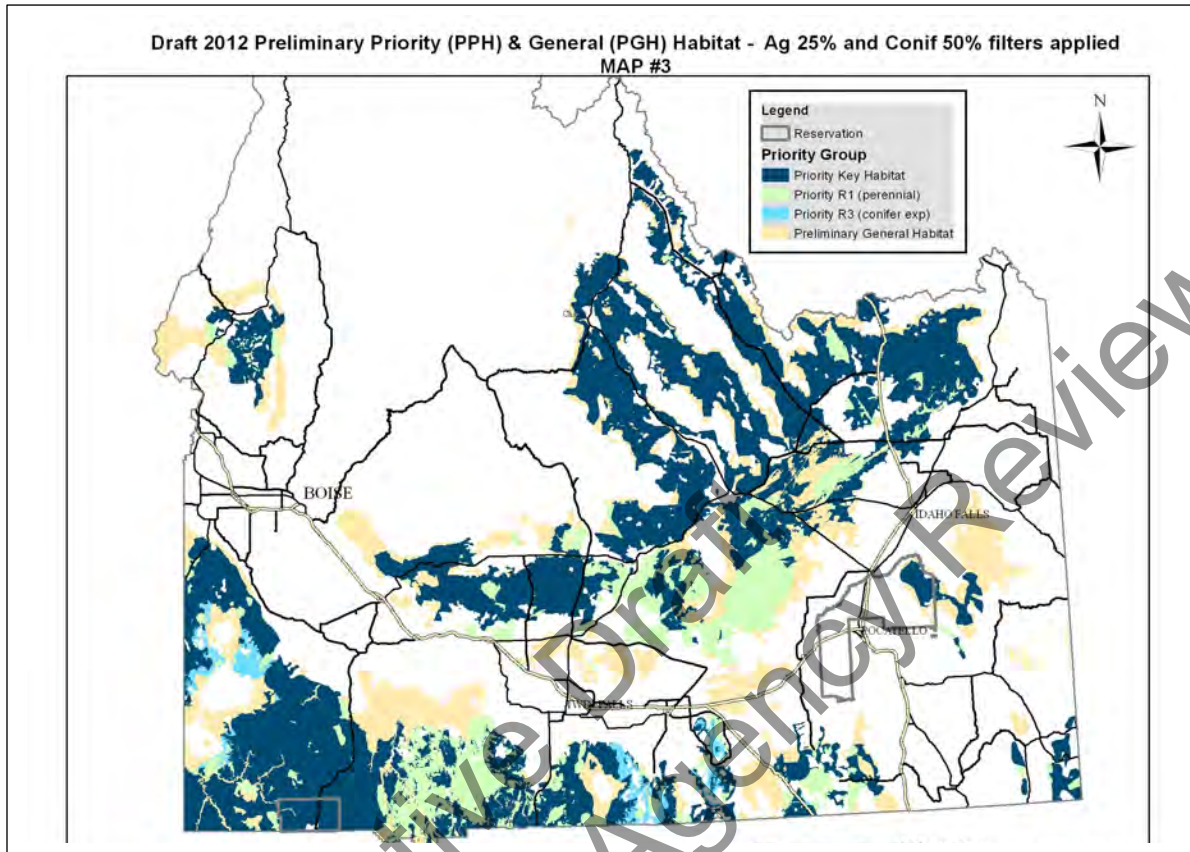 Draft 2012 Preliminary Priority (PPH) & General (PGH) Habitat - Ag 25% and Conif 50% filters applied
MAP #3
N
Legend
Reservation
Priority Group
Priority Key Habitat
Priority R1 (perennial)
Priority R3 (conifer exp)
Preliminary General Habitat
BOISE
IDAHO FALLS
POCATELLO
TWIN FALLS
Draft
Agency Review